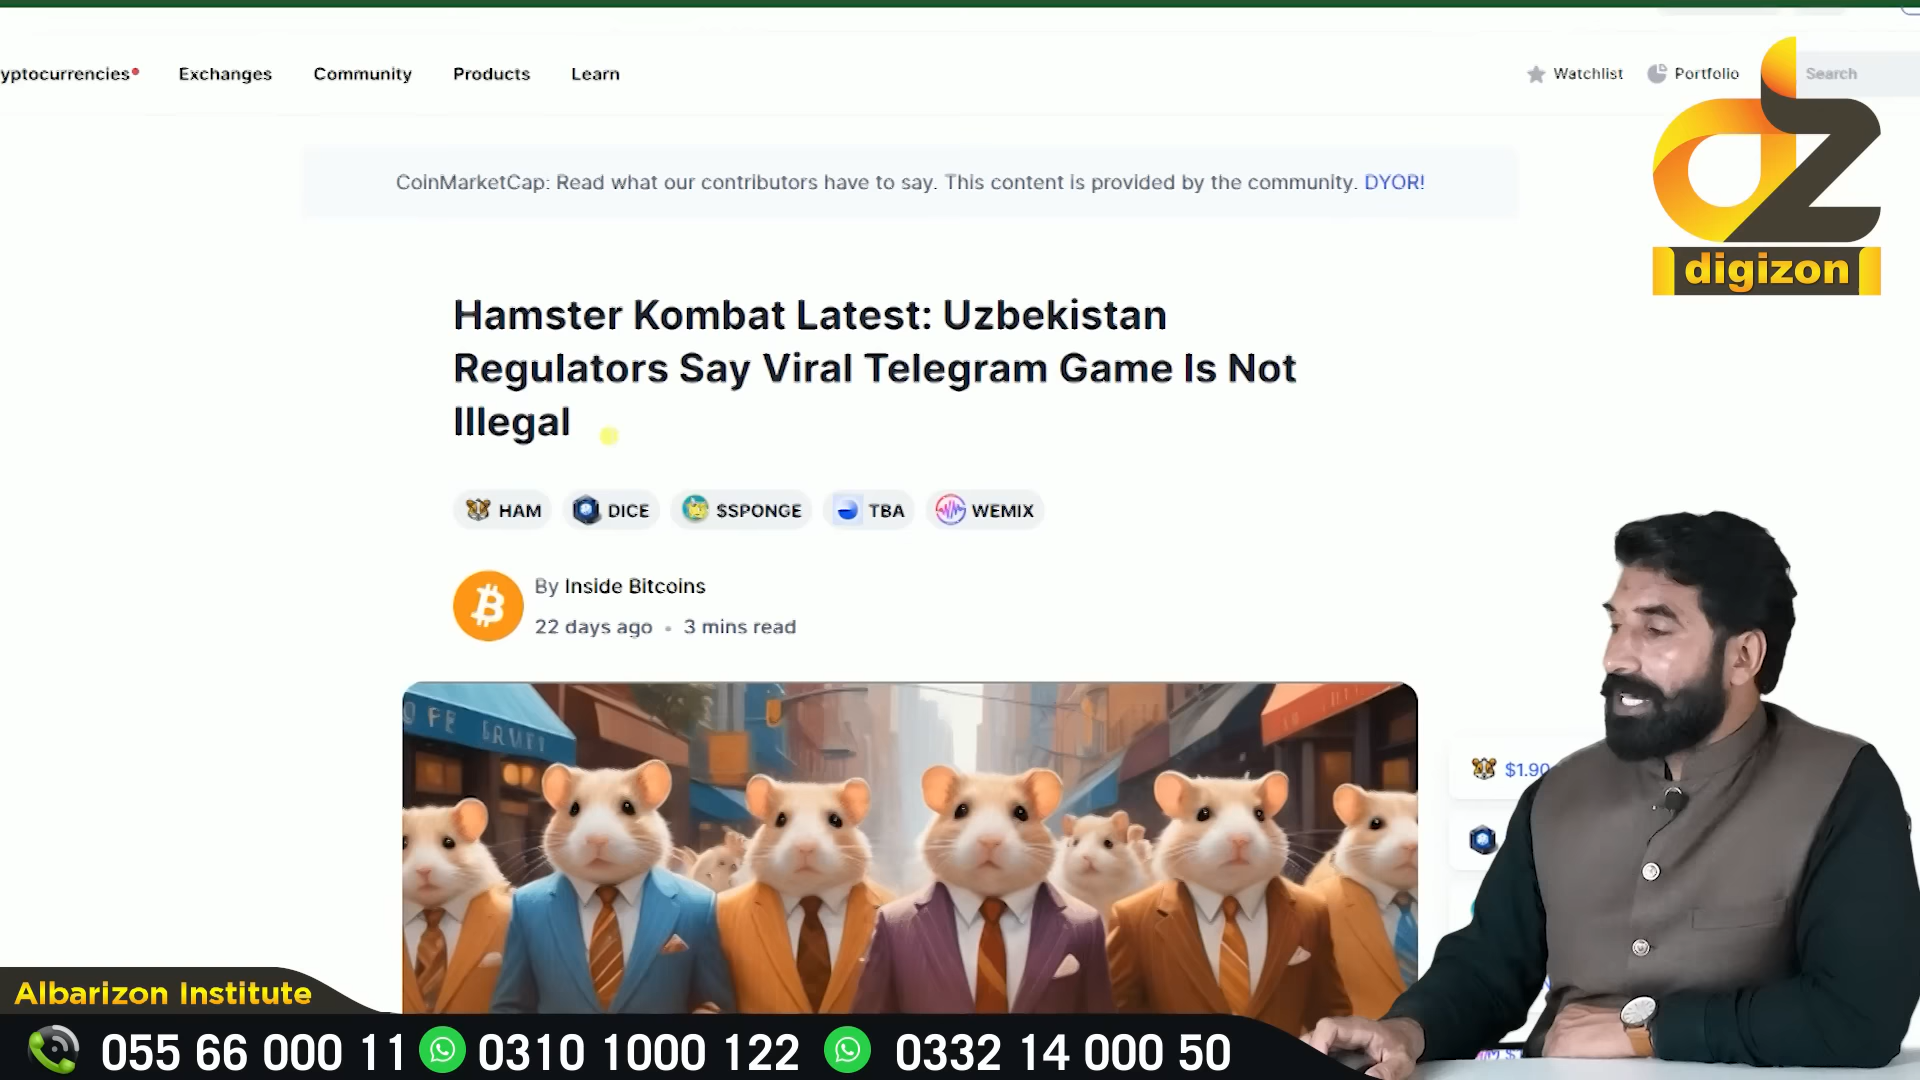 yptocurrencies
Exchanges
Community
Products
Learn
Watchlist
Portfolio
Search
CoinMarketCap: Read what our contributors have to say. This content is provided by the community. DYOR!
digizon
Hamster Kombat Latest: Uzbekistan
Regulators Say Viral Telegram Game Is Not
Illegal
HAM
DICE
$SPONGE
TBA
WEMIX
By Inside Bitcoins
22 days ago • 3 mins read
$1.90
Albarizon Institute
055 66 000 11
0310 1000 122
0332 14 000 50